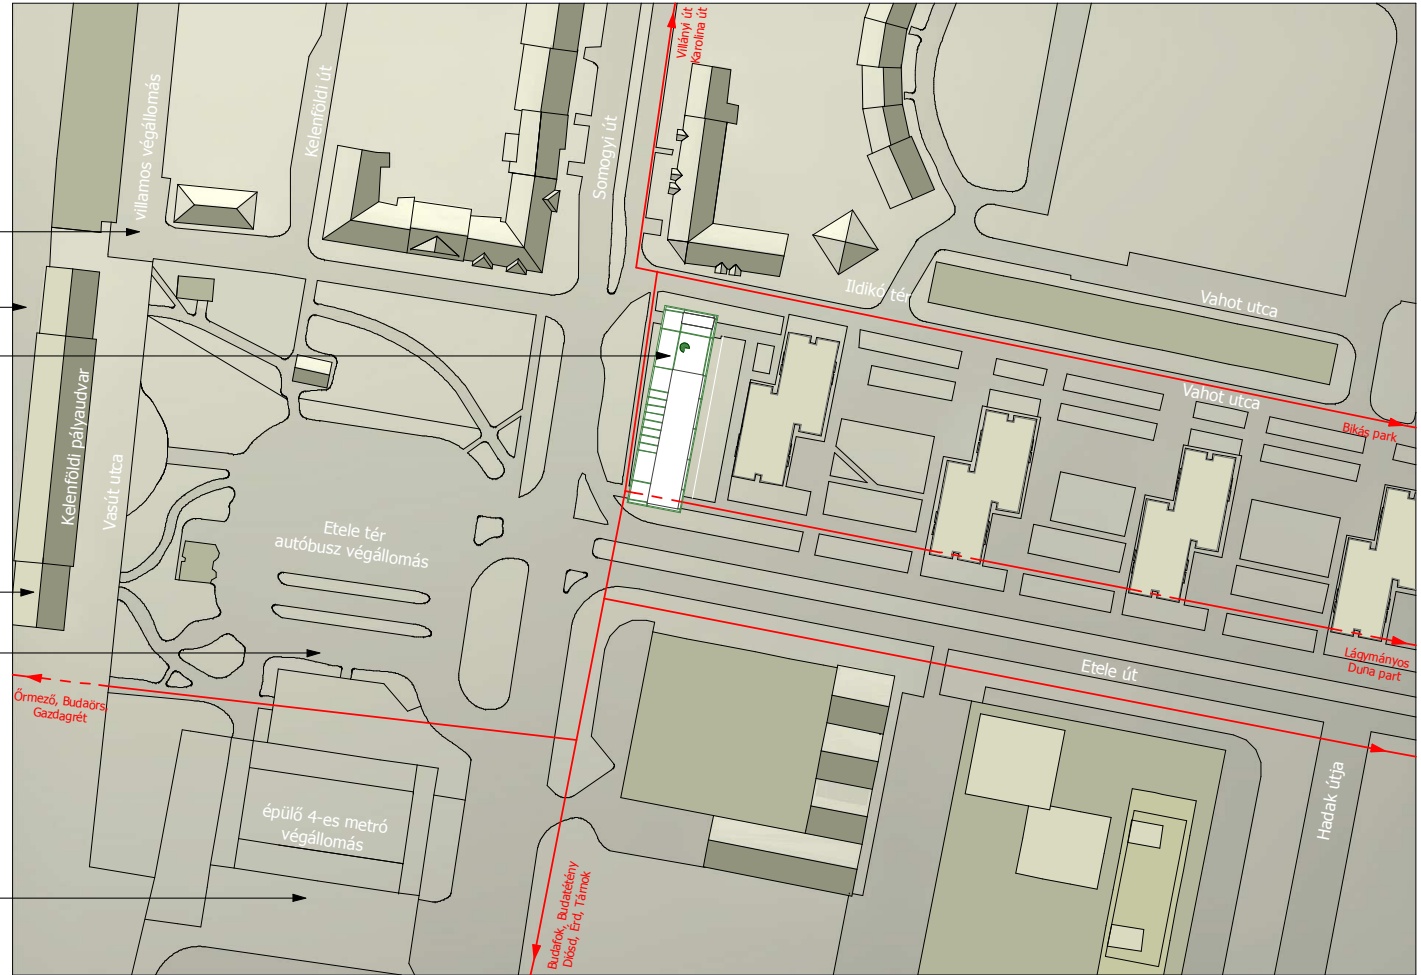 Villányi út
Karolina út
villamos végállomás
Kelenföldi út
Somogyi út
Ildikó tér
Vahot utca
Vahot utca
Bikás park
Kelenföldi pályaudvar
Vasút utca
Etele tér
autóbusz végállomás
Lágymányos
Duna part
Etele út
Őrmező, Budaörs,
Gazdagrét
épülő 4-es metró
végállomás
Hadak útja
Budafok, Budatétény
Diósd, Érd, Tárnok